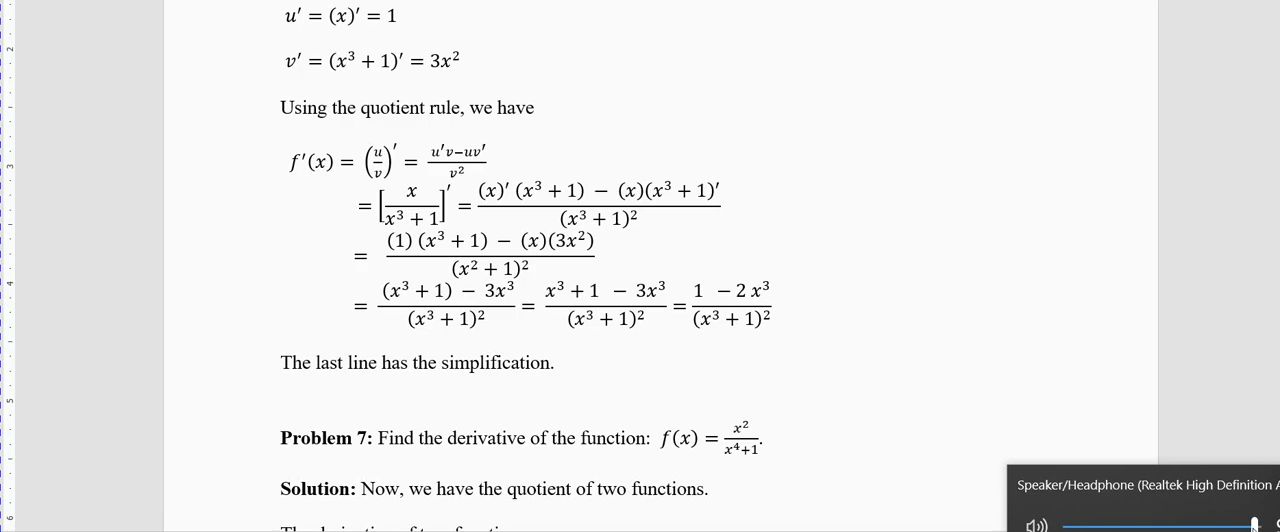 u′ = (x)′ = 1
v′ = (x³ + 1)′ = 3x²
Using the quotient rule, we have
f′(x) = (u/v)′ = (u′v−uv′)/v²
= [x/(x³ + 1)]′ = ((x)′ (x³ + 1) − (x)(x³ + 1)′)/(x³ + 1)²
= ((1) (x³ + 1) − (x)(3x²))/(x² + 1)²
= ((x³ + 1) − 3x³)/(x³ + 1)² = (x³ + 1 − 3x³)/(x³ + 1)² = (1 − 2 x³)/(x³ + 1)²
The last line has the simplification.
Problem 7: Find the derivative of the function: f(x) = x²/(x⁴+1).
Solution: Now, we have the quotient of two functions.
Speaker/Headphone (Realtek High Definition A